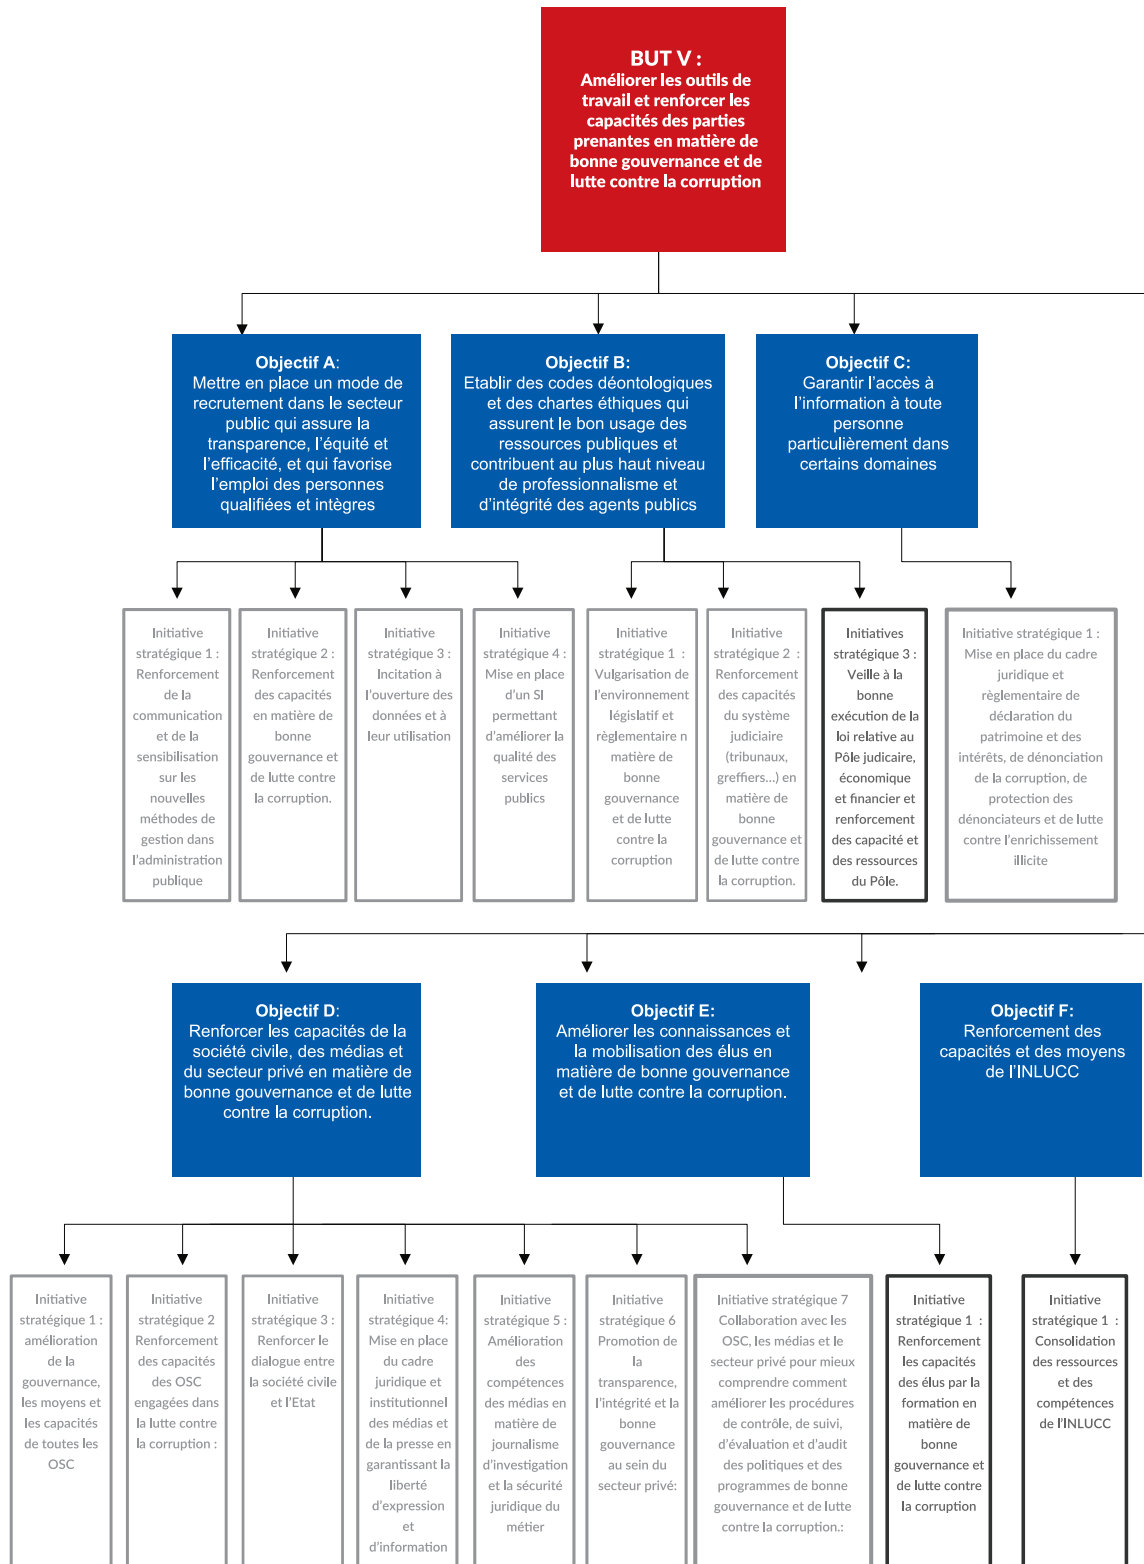 BUT V :
Améliorer les outils de
travail et renforcer les
capacités des parties
prenantes en matière de
bonne gouvernance et de
lutte contre la corruption
Objectif A:
Mettre en place un mode de
recrutement dans le secteur
public qui assure la
transparence, l’équité et
l’efficacité, et qui favorise
l’emploi des personnes
qualifiées et intègres
Objectif B:
Etablir des codes déontologiques
et des chartes éthiques qui
assurent le bon usage des
ressources publiques et
contribuent au plus haut niveau
de professionnalisme et
d’intégrité des agents publics
Objectif C:
Garantir l’accès à
l’information à toute
personne
particulièrement dans
certains domaines
Initiative
stratégique 1 :
Renforcement
de la
communication
et de la
sensibilisation
sur les
nouvelles
méthodes de
gestion dans
l’administration
publique
Initiative
stratégique 2 :
Renforcement
des capacités
en matière de
bonne
gouvernance et
de lutte contre
la corruption.
Initiative
stratégique 3 :
Incitation à
l’ouverture des
données et à
leur utilisation
Initiative
stratégique 4 :
Mise en place
d’un SI
permettant
d’améliorer la
qualité des
services
publics
Initiative
stratégique 1 :
Vulgarisation de
l’environnement
législatif et
règlementaire n
matière de
bonne
gouvernance
et de lutte
contre la
corruption
Initiative
stratégique 2 :
Renforcement
des capacités
du système
judiciaire
(tribunaux,
greffiers...) en
matière de
bonne
gouvernance et
de lutte contre
la corruption.
Initiatives
stratégique 3 :
Veille à la
bonne
exécution de la
loi relative au
Pôle judicaire,
économique
et financier et
renforcement
des capacité et
des ressources
du Pôle.
Initiative stratégique 1 :
Mise en place du cadre
juridique et
règlementaire de
déclaration du
patrimoine et des
intérêts, de dénonciation
de la corruption, de
protection des
dénonciateurs et de lutte
contre l’enrichissement
illicite
Objectif D:
Renforcer les capacités de la
société civile, des médias et
du secteur privé en matière de
bonne gouvernance et de lutte
contre la corruption.
Objectif E:
Améliorer les connaissances et
la mobilisation des élus en
matière de bonne gouvernance
et de lutte contre la corruption.
Objectif F:
Renforcement des
capacités et des moyens
de l’INLUCC
Initiative
stratégique 1 :
amélioration
de la
gouvernance,
les moyens et
les capacités
de toutes les
OSC
Initiative
stratégique 2
Renforcement
des capacités
des OSC
engagées dans
la lutte contre
la corruption :
Initiative
stratégique 3 :
Renforcer le
dialogue entre
la société civile
et l’Etat
Initiative
stratégique 4:
Mise en place
du cadre
juridique et
institutionnel
des médias et
de la presse en
garantissant la
liberté
d’expression
et
d’information
Initiative
stratégique 5 :
Amélioration
des
compétences
des médias en
matière de
journalisme
d’investigation
et la sécurité
juridique du
métier
Initiative
stratégique 6
Promotion de
la
transparence,
l’intégrité et la
bonne
gouvernance
au sein du
secteur privé:
Initiative stratégique 7
Collaboration avec les
OSC, les médias et le
secteur privé pour mieux
comprendre comment
améliorer les procédures
de contrôle, de suivi,
d’évaluation et d’audit
des politiques et des
programmes de bonne
gouvernance et de lutte
contre la corruption.:
Initiative
stratégique 1 :
Renforcement
les capacités
des élus par la
formation en
matière de
bonne
gouvernance et
de lutte contre
la corruption
Initiative
stratégique 1 :
Consolidation
des ressources
et des
compétences
de l’INLUCC